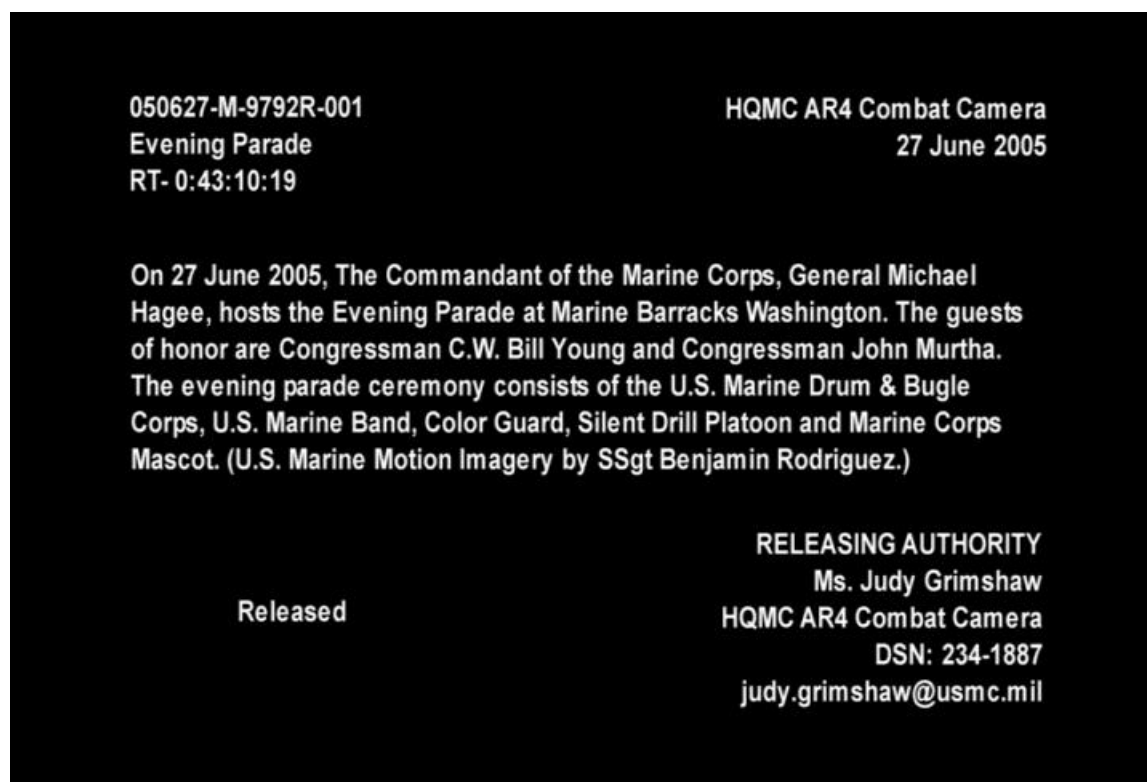 050627-M-9792R-001
Evening Parade
RT- 0:43:10:19
HQMC AR4 Combat Camera
27 June 2005
On 27 June 2005, The Commandant of the Marine Corps, General Michael
Hagee, hosts the Evening Parade at Marine Barracks Washington. The guests
of honor are Congressman C.W. Bill Young and Congressman John Murtha.
The evening parade ceremony consists of the U.S. Marine Drum & Bugle
Corps, U.S. Marine Band, Color Guard, Silent Drill Platoon and Marine Corps
Mascot. (U.S. Marine Motion Imagery by SSgt Benjamin Rodriguez.)
Released
RELEASING AUTHORITY
Ms. Judy Grimshaw
HQMC AR4 Combat Camera
DSN: 234-1887
judy.grimshaw@usmc.mil